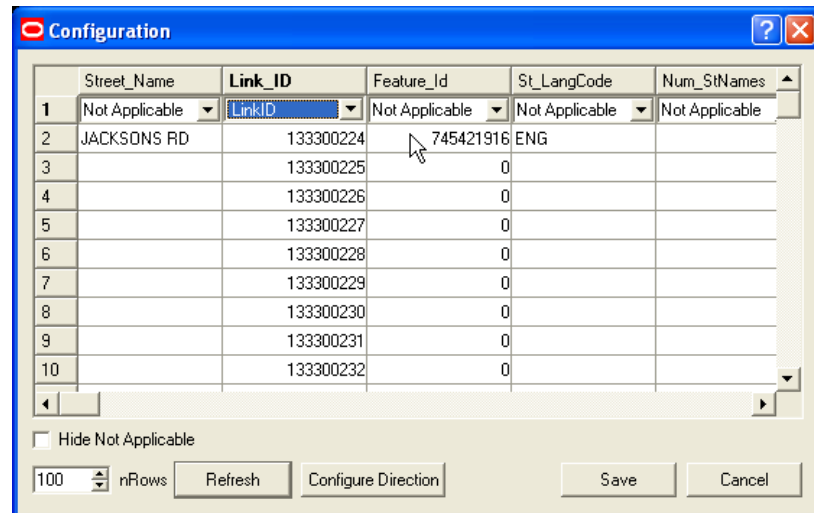 Configuration
Street_Name Link_ID Feature_Id St_LangCode Num_StNames
1 Not Applicable LinkID Not Applicable Not Applicable Not Applicable
2 JACKSONS RD 133300224 745421916 ENG
3 133300225 0
4 133300226 0
5 133300227 0
6 133300228 0
7 133300229 0
8 133300230 0
9 133300231 0
10 133300232 0
Hide Not Applicable
100 nRows Refresh Configure Direction Save Cancel